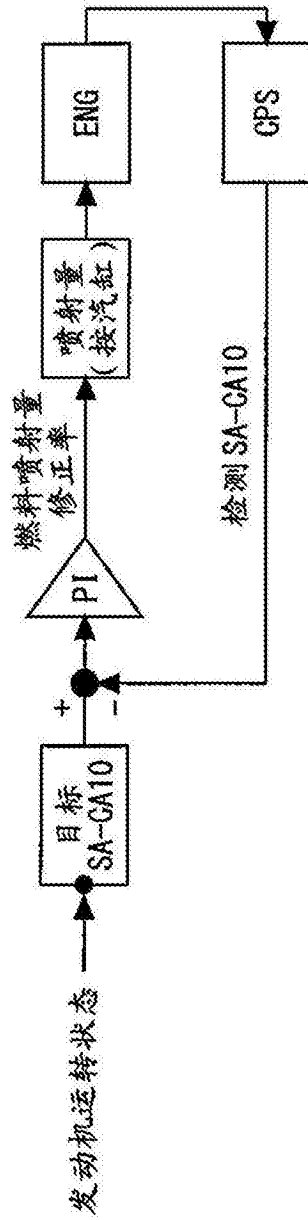 发动机运转状态
目标
SA-CA10
+
-
PI
燃料喷射量
修正率
喷射量
(按汽缸)
ENG
CPS
检测 SA-CA10